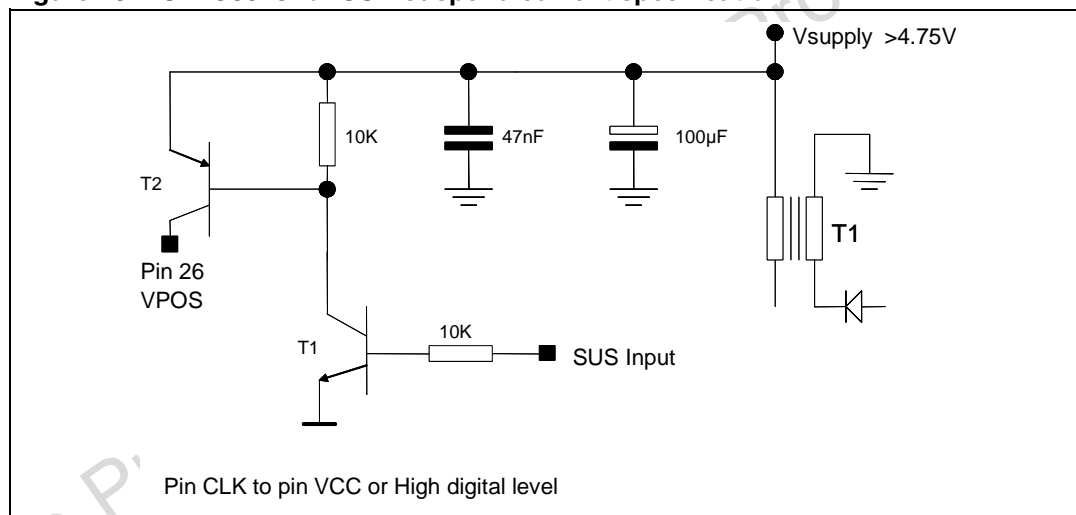 Vsupply >4.75V
10K
47nF
100µF
T2
T1
Pin 26
VPOS
10K
T1
SUS Input
Pin CLK to pin VCC or High digital level